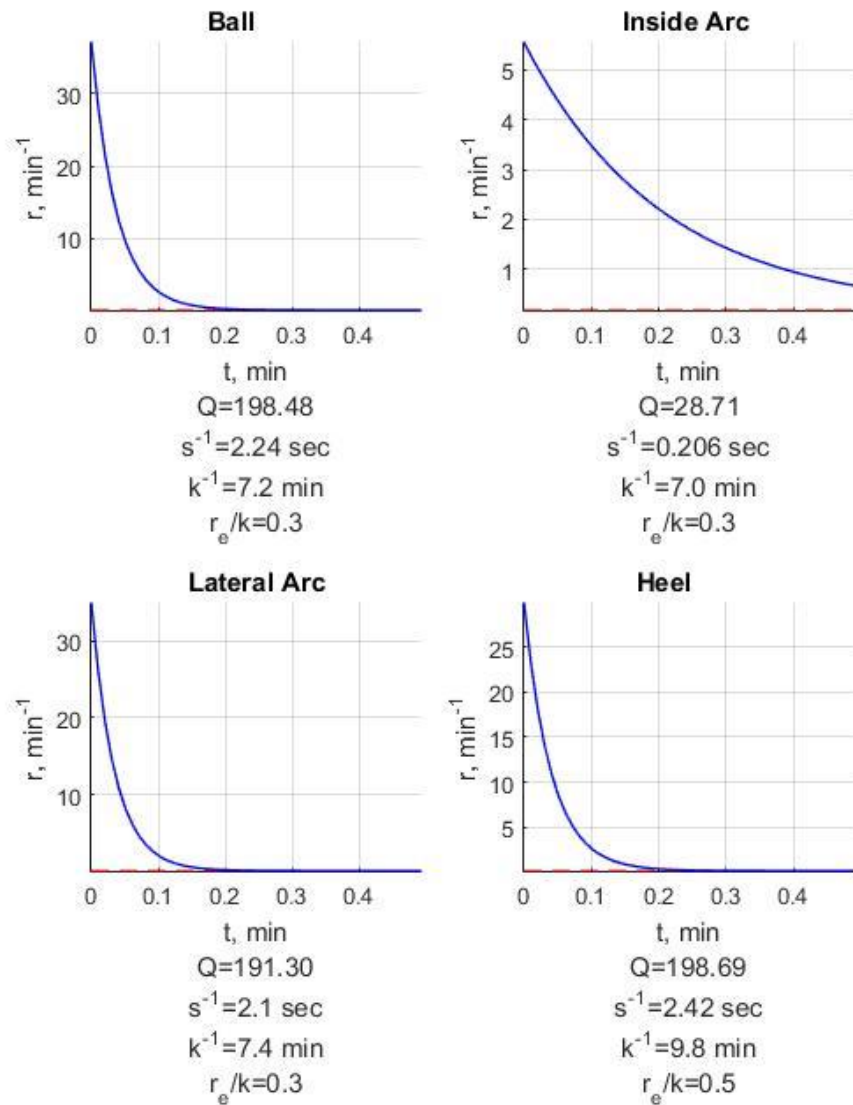 Ball
30
20
10
r, min⁻¹
0 0.1 0.2 0.3 0.4
t, min
Q=198.48
s⁻¹=2.24 sec
k⁻¹=7.2 min
rₑ/k=0.3
Inside Arc
5
4
3
2
1
r, min⁻¹
0 0.1 0.2 0.3 0.4
t, min
Q=28.71
s⁻¹=0.206 sec
k⁻¹=7.0 min
rₑ/k=0.3
Lateral Arc
30
20
10
r, min⁻¹
0 0.1 0.2 0.3 0.4
t, min
Q=191.30
s⁻¹=2.1 sec
k⁻¹=7.4 min
rₑ/k=0.3
Heel
25
20
15
10
5
r, min⁻¹
0 0.1 0.2 0.3 0.4
t, min
Q=198.69
s⁻¹=2.42 sec
k⁻¹=9.8 min
rₑ/k=0.5